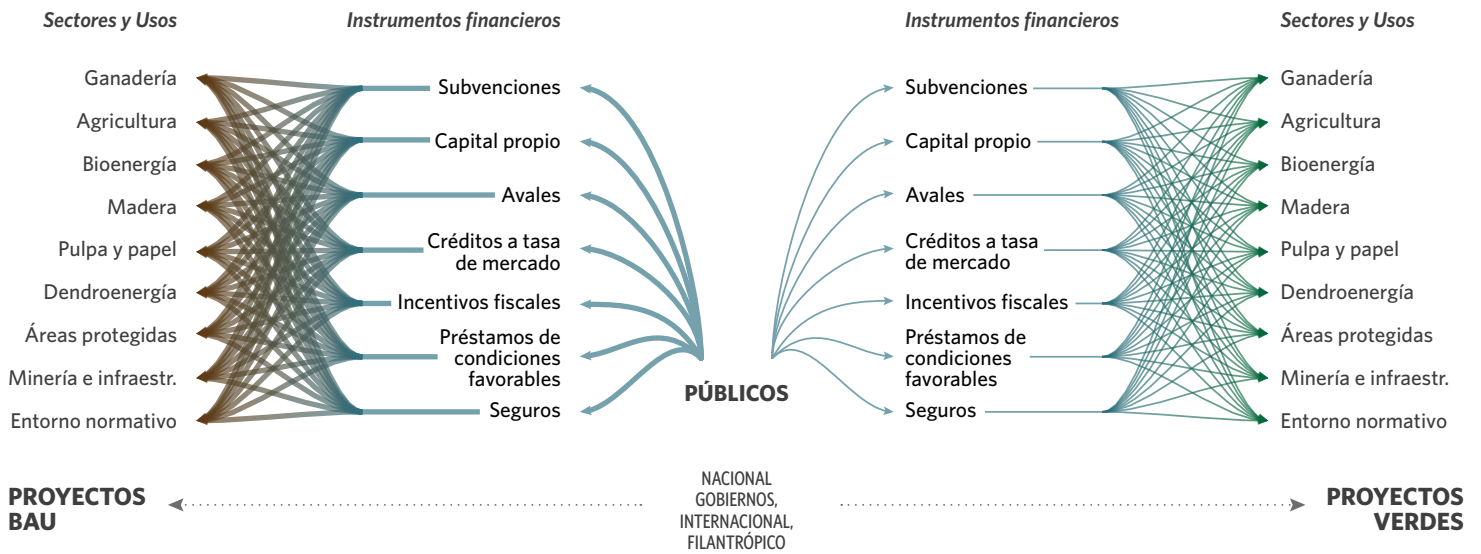 Sectores y Usos
Instrumentos financieros
Instrumentos financieros
Sectores y Usos
Ganadería
Agricultura
Bioenergía
Madera
Pulpa y papel
Dendroenergía
Áreas protegidas
Minería e infraestr.
Entorno normativo
Subvenciones
Capital propio
Avales
Créditos a tasa
de mercado
Incentivos fiscales
Préstamos de
condiciones
favorables
Seguros
PÚBLICOS
Subvenciones
Capital propio
Avales
Créditos a tasa
de mercado
Incentivos fiscales
Préstamos de
condiciones
favorables
Seguros
Ganadería
Agricultura
Bioenergía
Madera
Pulpa y papel
Dendroenergía
Áreas protegidas
Minería e infraestr.
Entorno normativo
PROYECTOS
BAU
NACIONAL
GOBIERNOS,
INTERNACIONAL,
FILANTRÓPICO
PROYECTOS
VERDES